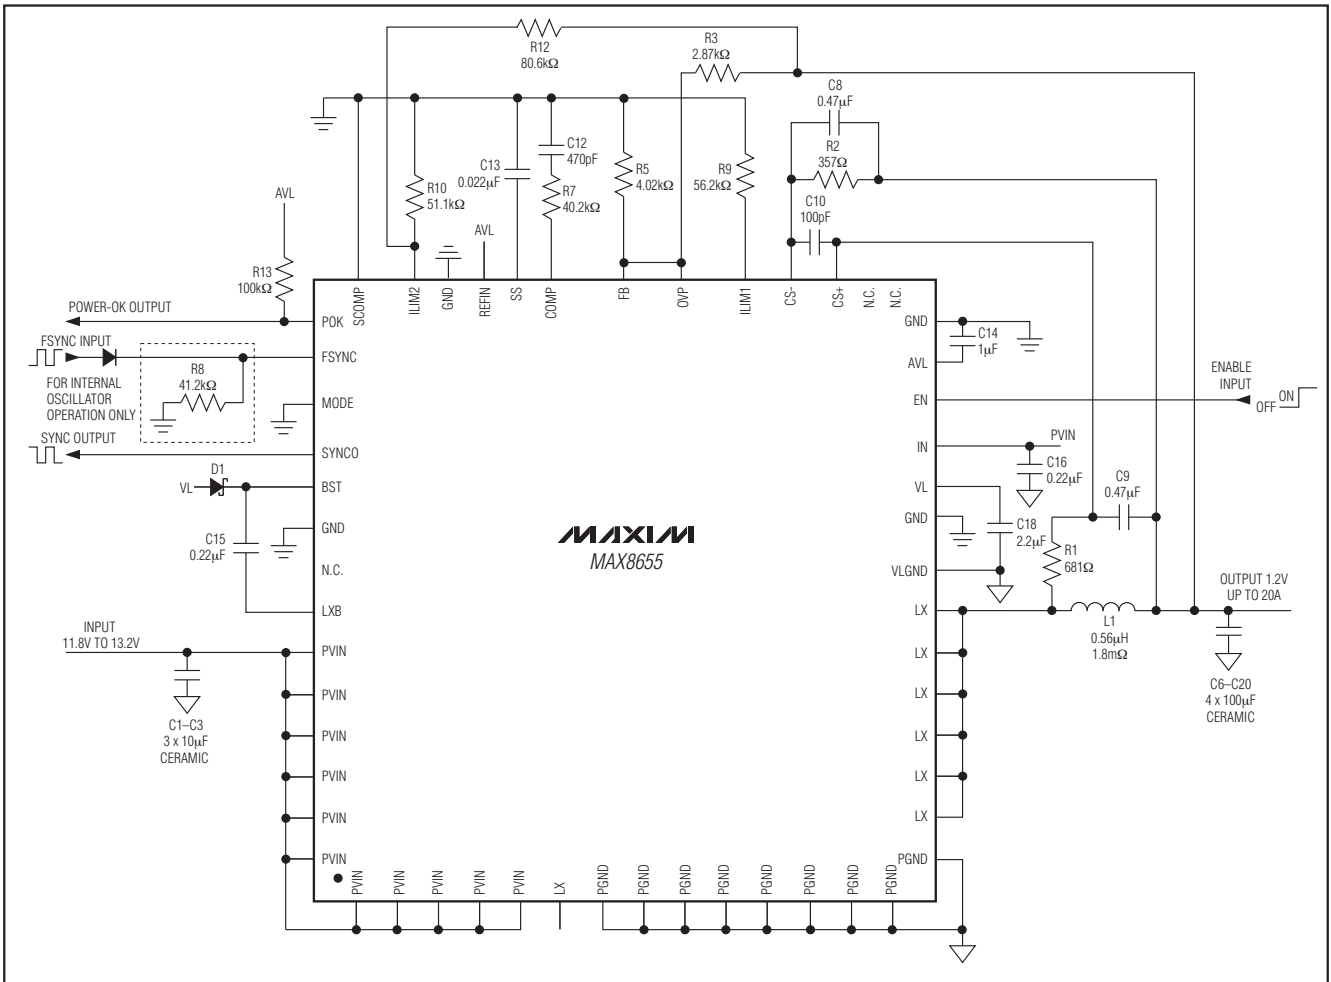 R12
80.6kΩ
R3
2.87kΩ
C8
0.47µF
R2
357Ω
C10
100pF
C12
470pF
C13
0.022µF
R7
40.2kΩ
R5
4.02kΩ
R9
56.2kΩ
R10
51.1kΩ
AVL
AVL
R13
100kΩ
SCOMP
ILIM2
GND
REFIN
SS
COMP
FB
OVP
ILIM1
CS-
CS+
N.C.
N.C.
POWER-OK OUTPUT
POK
FSYNC INPUT
FSYNC
R8
41.2kΩ
FOR INTERNAL
OSCILLATOR
OPERATION ONLY
MODE
SYNC OUTPUT
SYNCO
D1
VL
BST
GND
C15
0.22µF
N.C.
LXB
INPUT
11.8V TO 13.2V
PVIN
PVIN
PVIN
PVIN
PVIN
PVIN
C1–C3
3 x 10µF
CERAMIC
MAXIM
MAX8655
GND
C14
1µF
AVL
ENABLE
INPUT
EN
OFF
ON
IN
PVIN
C16
0.22µF
VL
C9
0.47µF
GND
C18
2.2µF
R1
681Ω
VLGND
OUTPUT 1.2V
UP TO 20A
LX
L1
0.56µH
1.8mΩ
LX
LX
LX
LX
LX
C6–C20
4 x 100µF
CERAMIC
PGND
PVIN
PVIN
PVIN
PVIN
PVIN
LX
PGND
PGND
PGND
PGND
PGND
PGND
PGND
PGND